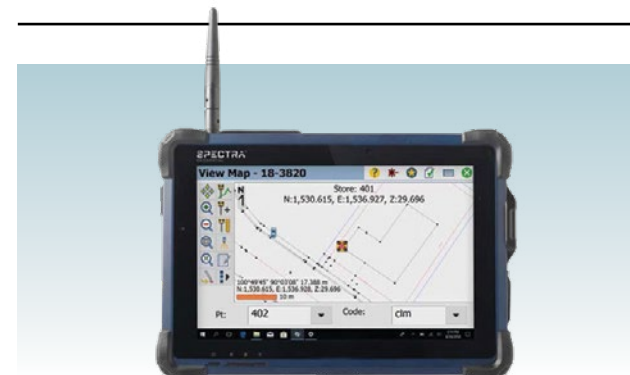 SPECTRA
View Map - 18-3820
Store: 401
N:1,530.615, E:1,536.927, Z:29.696
N
100°49'45" 90°03'08" 17.388 m
N:1,530.615, E:1,536.928, Z:29.696
10 m
Pt: 402 Code: clm